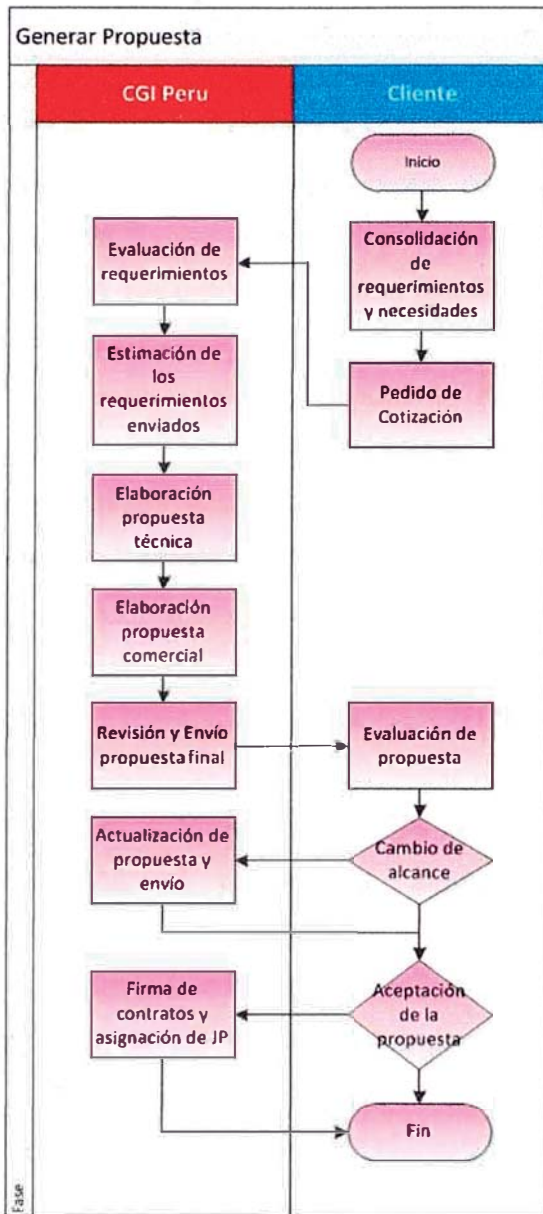 Generar Propuesta
CGI Peru
Cliente
Inicio
Consolidación
de
requerimientos
y necesidades
Pedido de
Cotización
Evaluación de
requerimientos
Estimación de
los
requerimientos
enviados
Elaboración
propuesta
técnica
Elaboración
propuesta
comercial
Revisión y Envío
propuesta final
Evaluación de
propuesta
Cambio de
alcance
Actualización de
propuesta y
envío
Aceptación
de la
propuesta
Firma de
contratos y
asignación de JP
Fin
Fase